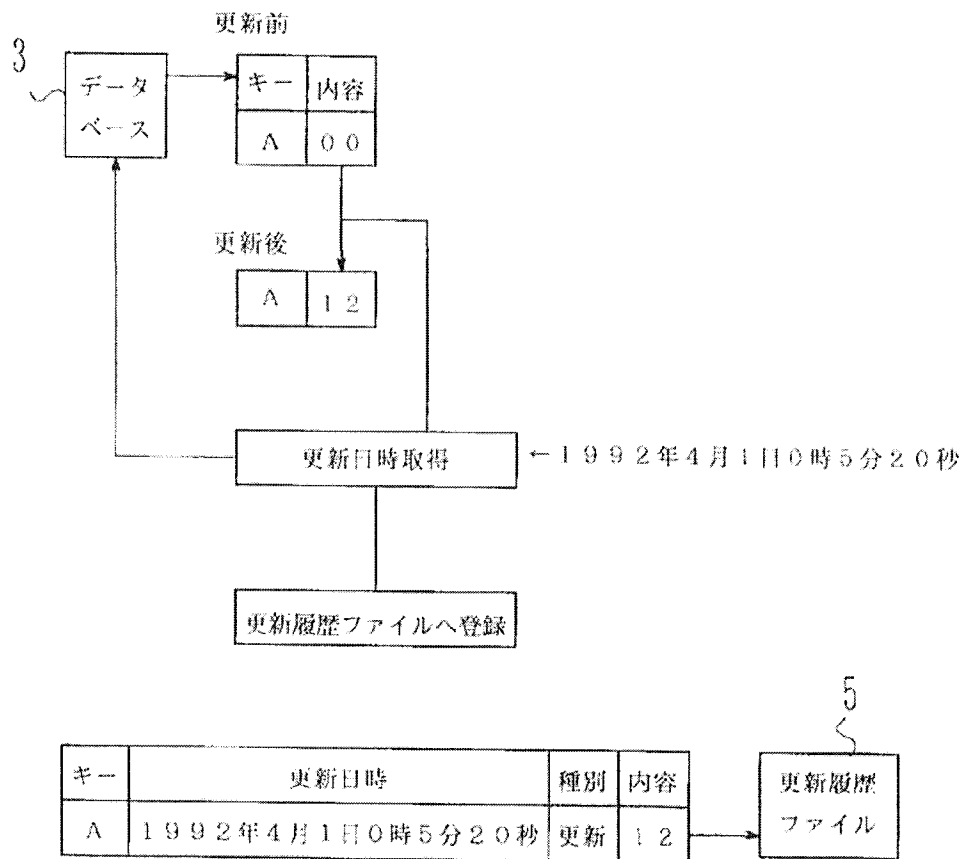 更新前
3
データ
ベース
キー 内容
A 00
更新後
A 12
更新日時取得 ←1992年4月1日0時5分20秒
更新履歴ファイルへ登録
5
キー 更新日時 種別 内容
A 1992年4月1日0時5分20秒 更新 12
更新履歴
ファイル